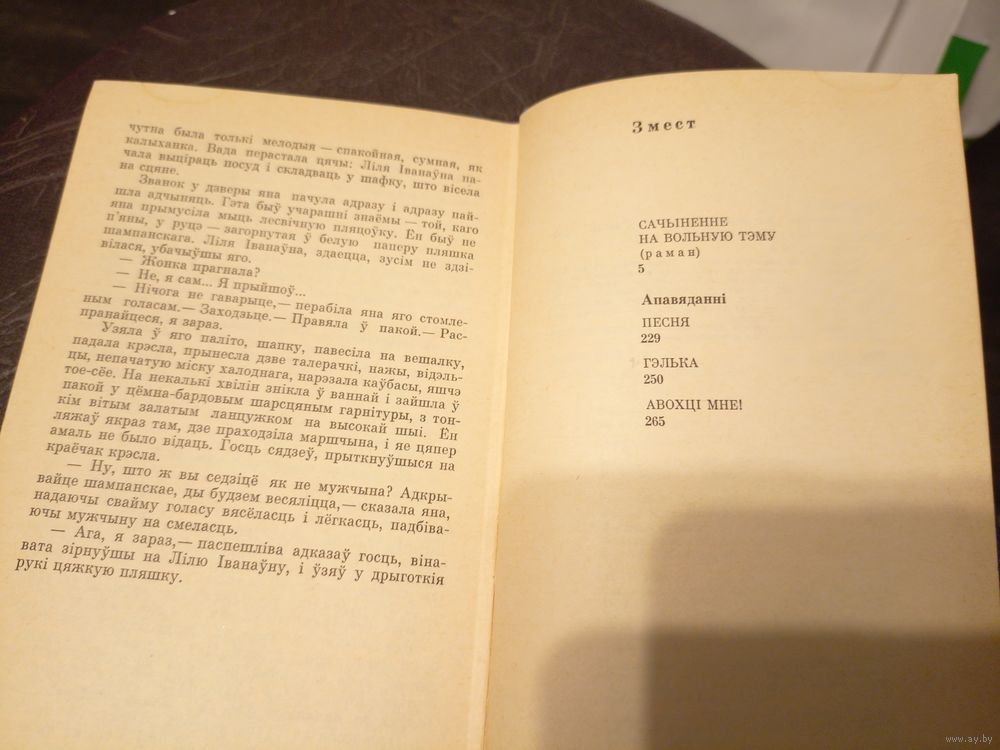 чутна была толькі мелодыя — спакойная, сумная, як
калыханка. Вада перастала цячы: Ліля Іванаўна па-
чала выціраць посуд і складваць у шафку, што вісела
на сцяне.
Званок у дзверы яна пачула адразу і адразу пай-
шла адчыняць. Гэта быў учарашні знаёмы — той, каго
яна прымусіла мыць лесвічную пляцоўку. Ён быў не
п'яны, у руцэ — загорнутая ў белую паперу пляшка
шампанскага. Ліля Іванаўна, здаецца, зусім не здзі-
вілася, убачыўшы яго.
— Жонка прагнала?
— Не, я сам... Я прыйшоў...
— Нічога не гаварыце,— перабіла яна яго стомле-
ным голасам.— Заходзьце.— Правяла ў пакой.— Рас-
пранайцеся, я зараз.
Узяла ў яго паліто, шапку, павесіла на вешалку,
падала крэсла, прынесла дзве талерачкі, нажы, відэль-
цы, непачатую міску халоднага, нарэзала каўбасы, яшчэ
тое-сёе. На некалькі хвілін знікла ў ваннай і зайшла ў
пакой у цёмна-бардовым шарсцяным гарнітуры, з тон-
кім вітым залатым ланцужком на высокай шыі. Ён
ляжаў якраз там, дзе праходзіла маршчына, і яе цяпер
амаль не было відаць. Госць сядзеў, прыткнуўшыся на
краёчак крэсла.
— Ну, што ж вы седзіцё як не мужчына? Адкры-
вайце шампанскае, ды будзем весяліцца,— сказала яна,
надаючы свайму голасу вясёласць і лёгкасць, падбіва-
ючы мужчыну на смеласць.
— Ага, я зараз,— паспешліва адказаў госць, віна-
вата зірнуўшы на Лілю Іванаўну, і ўзяў у дрыготкія
рукі цяжкую пляшку.
Змест
САЧЫНЕННЕ
НА ВОЛЬНУЮ ТЭМУ
(раман)
5
Апавяданні
ПЕСНЯ
229
ГЭЛЬКА
250
АВОХЦІ МНЕ!
265
www.ay.by